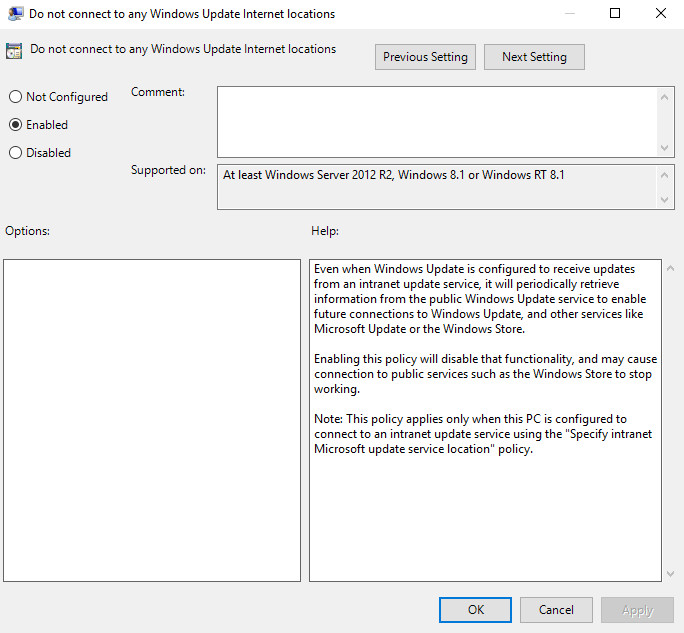 Do not connect to any Windows Update Internet locations
Do not connect to any Windows Update Internet locations
Previous Setting
Next Setting
Not Configured
Enabled
Disabled
Comment:
Supported on:
At least Windows Server 2012 R2, Windows 8.1 or Windows RT 8.1
Options:
Help:
Even when Windows Update is configured to receive updates
from an intranet update service, it will periodically retrieve
information from the public Windows Update service to enable
future connections to Windows Update, and other services like
Microsoft Update or the Windows Store.
Enabling this policy will disable that functionality, and may cause
connection to public services such as the Windows Store to stop
working.
Note: This policy applies only when this PC is configured to
connect to an intranet update service using the "Specify intranet
Microsoft update service location" policy.
OK
Cancel
Apply